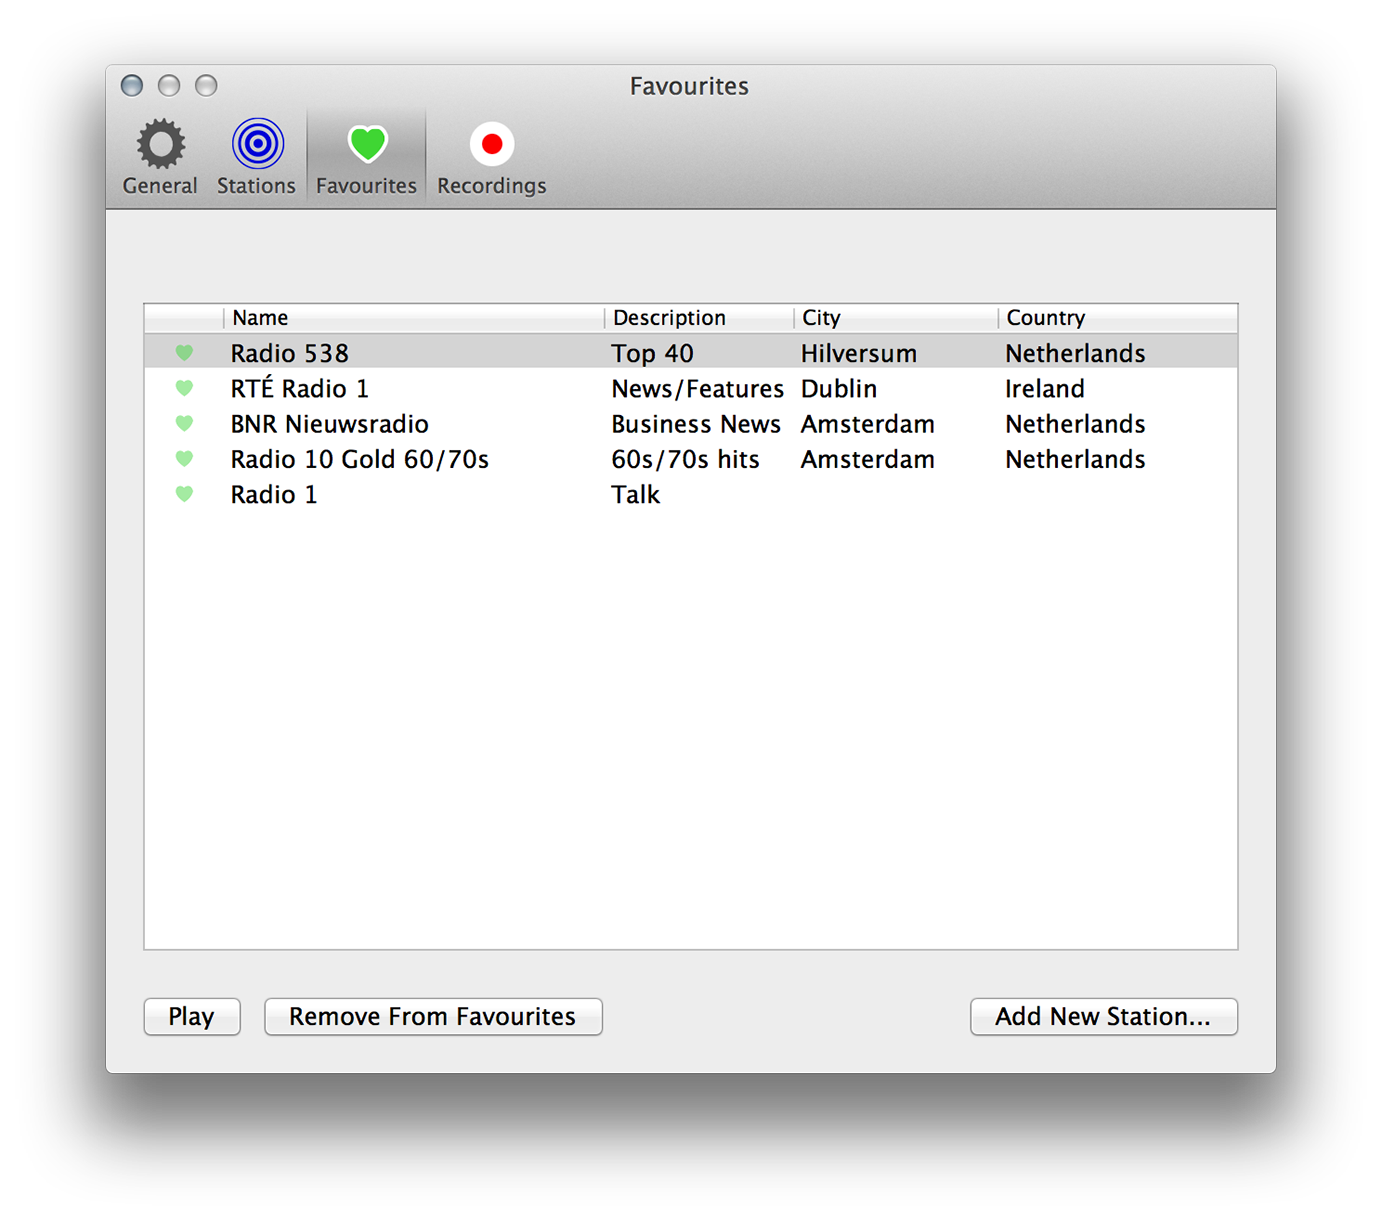 Favourites
General Stations Favourites Recordings
Name Description City Country
Radio 538 Top 40 Hilversum Netherlands
RTÉ Radio 1 News/Features Dublin Ireland
BNR Nieuwsradio Business News Amsterdam Netherlands
Radio 10 Gold 60/70s 60s/70s hits Amsterdam Netherlands
Radio 1 Talk
Play Remove From Favourites Add New Station...